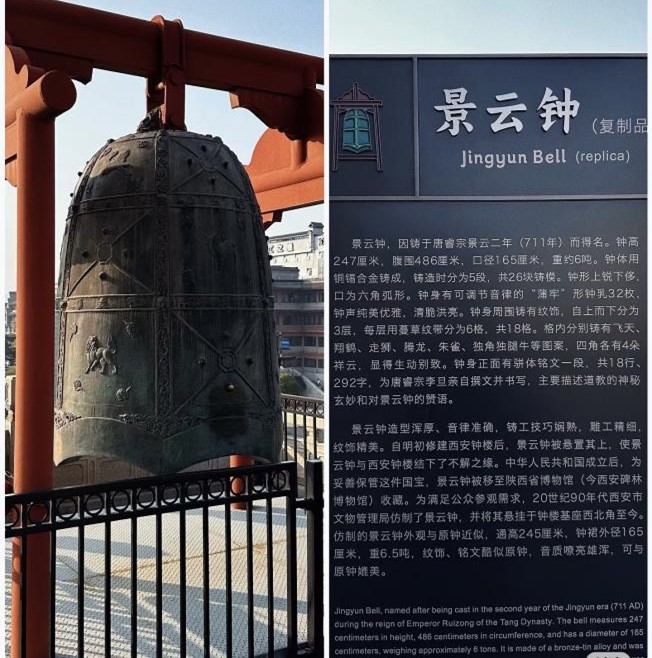 景云钟（复制品
Jingyun Bell (replica)
景云钟，因铸于唐睿宗景云二年（711年）而得名。钟高
247厘米，腹围486厘米，口径165厘米，重约6吨。钟体用
铜锡合金铸成，铸造时分为5段，共26块铸模。钟形上锐下侈，
口为六角弧形。钟身有可调节音律的“蒲牢”形钟乳32枚，
钟声纯美优雅，清脆洪亮。钟身周围铸有纹饰，自上而下分为
3层，每层用蔓草纹带分为6格，共18格。格内分别铸有飞天、
翔鹤、走狮、腾龙、朱雀、独角独腿牛等图案，四角各有4朵
祥云，显得生动别致。钟身正面有骈体铭文一段，共18行、
292字，为唐睿宗李旦亲自撰文并书写，主要描述道教的神秘
玄妙和对景云钟的赞语。
景云钟造型浑厚、音律准确，铸工技巧娴熟，雕工精细，
纹饰精美。自明初修建西安钟楼后，景云钟被悬置其上，使景
云钟与西安钟楼结下了不解之缘。中华人民共和国成立后，为
妥善保管这件国宝，景云钟被移至陕西省博物馆（今西安碑林
博物馆）收藏。为满足公众参观需求，20世纪90年代西安市
文物管理局仿制了景云钟，并将其悬挂于钟楼基座西北角至今。
仿制的景云钟外观与原钟近似，通高245厘米，钟裙外径165
厘米，重6.5吨，纹饰、铭文酷似原钟，音质嘹亮雄浑，可与
原钟媲美。
Jingyun Bell, named after being cast in the second year of the Jingyun era (711 AD)
during the reign of Emperor Ruizong of the Tang Dynasty. The bell measures 247
centimeters in height, 486 centimeters in circumference, and has a diameter of 165
centimeters, weighing approximately 6 tons. It is made of a bronze-tin alloy and was